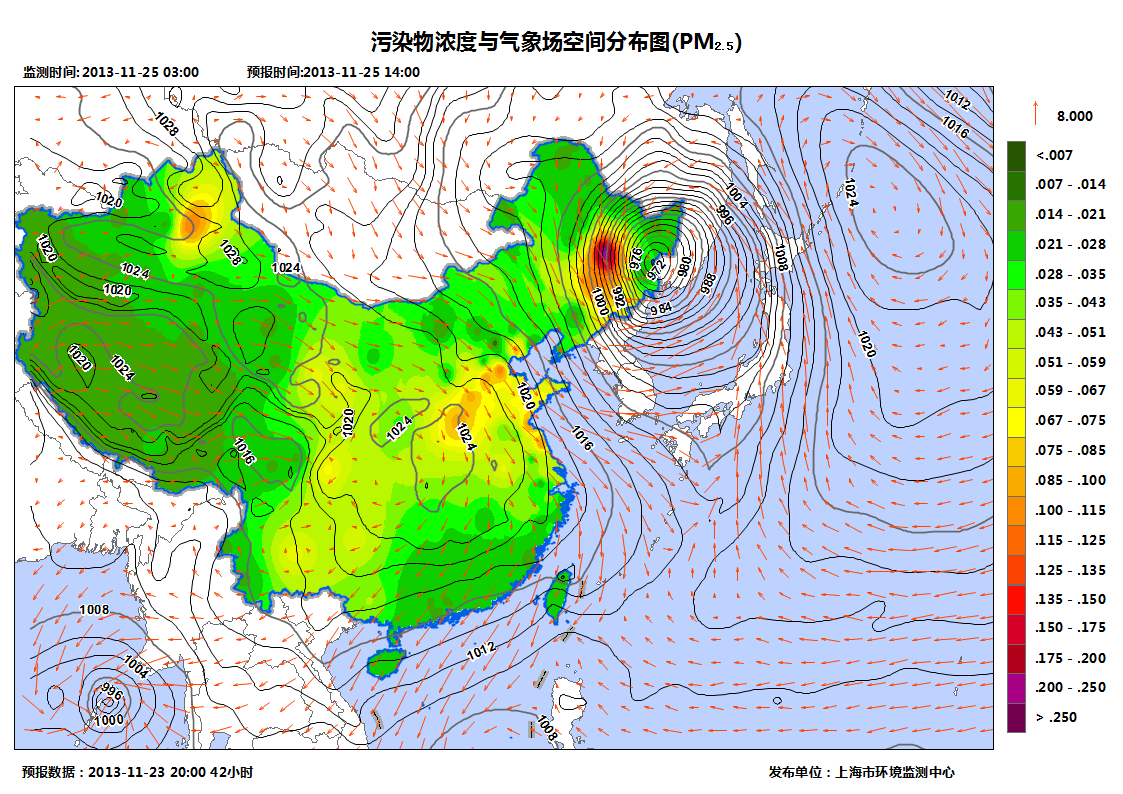 污染物浓度与气象场空间分布图(PM2.5)
监测时间: 2013-11-25 03:00 预报时间:2013-11-25 14:00
1012
1016
1028
8.000
<.007
.007 - .014
.014 - .021
.021 - .028
.028 - .035
.035 - .043
.043 - .051
.051 - .059
.059 - .067
.067 - .075
.075 - .085
.085 - .100
.100 - .115
.115 - .125
.125 - .135
.135 - .150
.150 - .175
.175 - .200
.200 - .250
> .250
1004
1024
1020
996
1020
1028
1008
976
972
980
1024
1024
1020
988
1000
992
984
1020
1020
1024
1020
1020
1024
1024
1016
1016
1008
1012
1004
996
1000
1008
预报数据：2013-11-23 20:00 42小时
发布单位：上海市环境监测中心